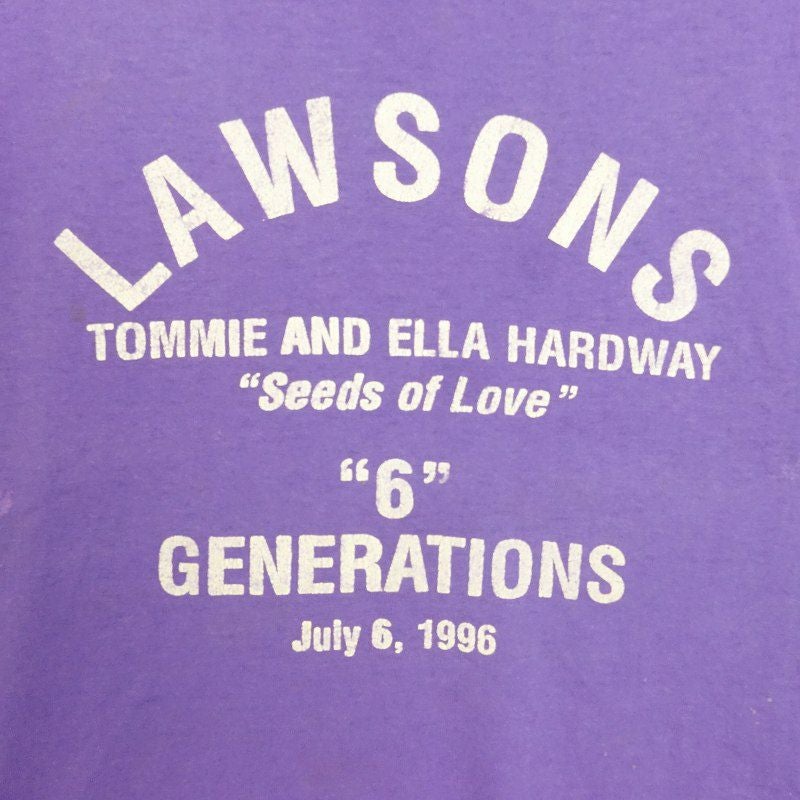 LAWSONS
TOMMIE AND ELLA HARDWAY
“Seeds of Love”
“6”
GENERATIONS
July 6, 1996